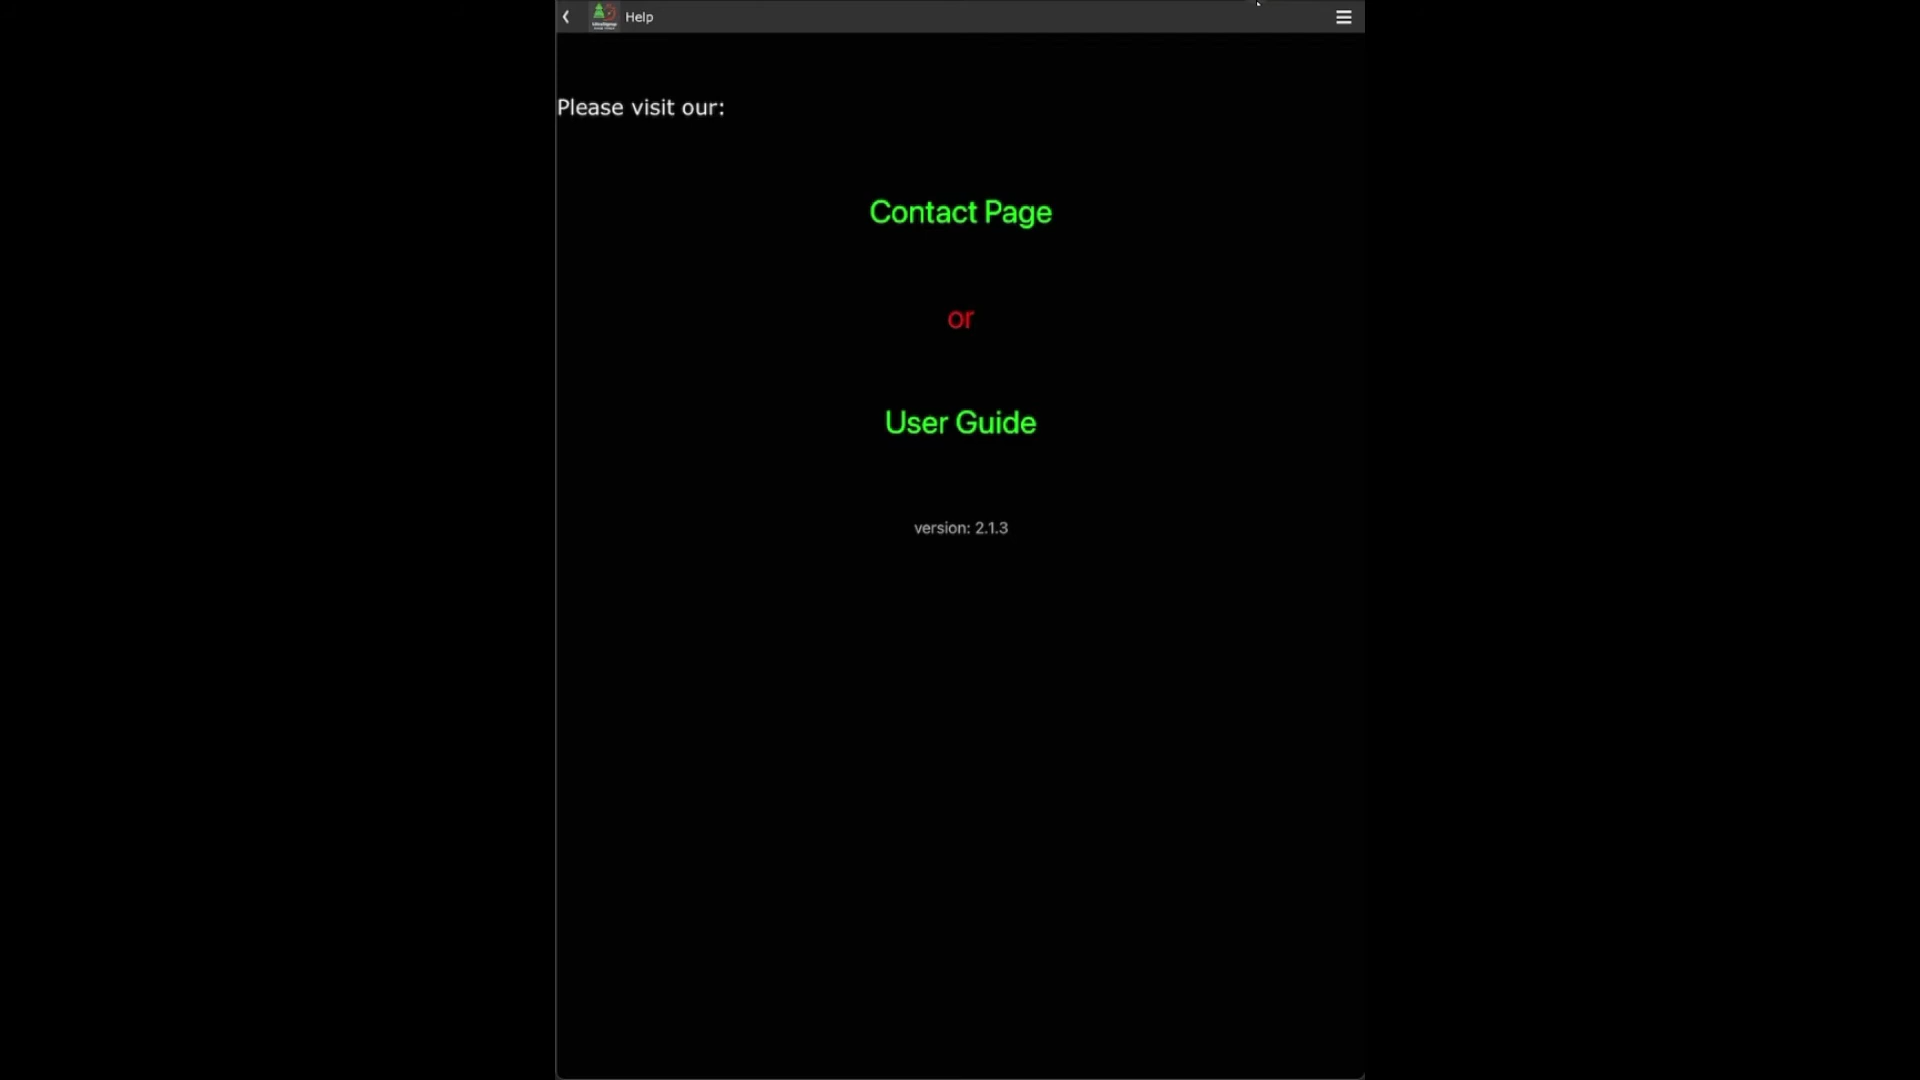 Help
Please visit our:
Contact Page
or
User Guide
version: 2.1.3